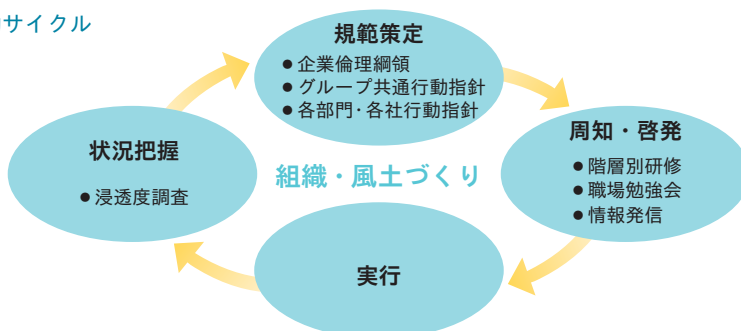 サイクル
規範策定
● 企業倫理綱領
● グループ共通行動指針
● 各部門・各社行動指針
周知・啓発
● 階層別研修
● 職場勉強会
● 情報発信
状況把握
● 浸透度調査
組織・風土づくり
実行